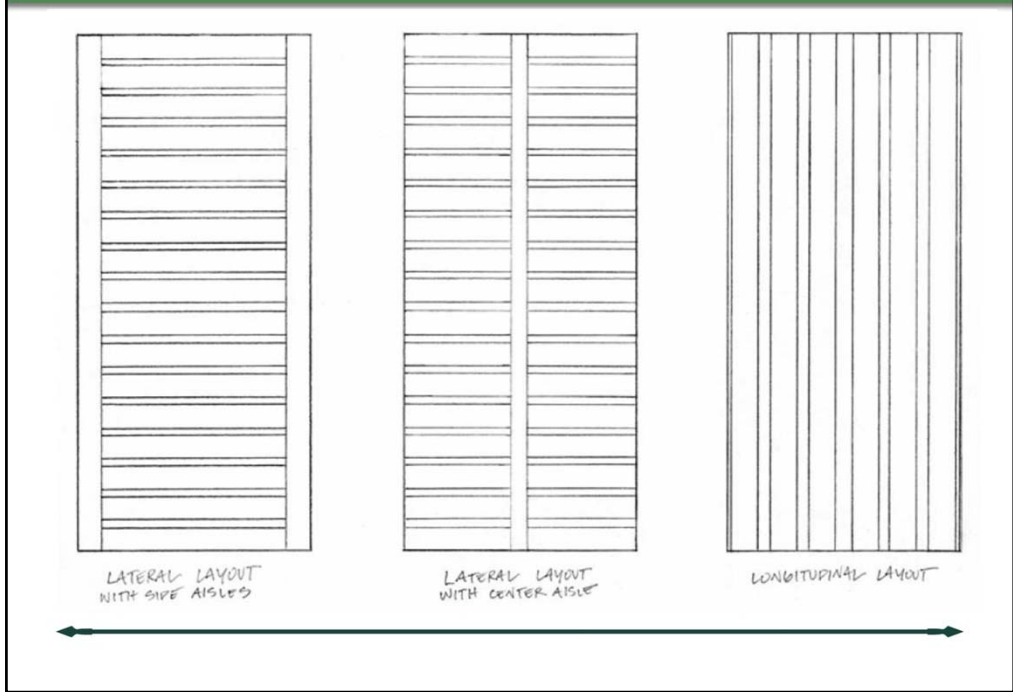 LATERAL LAYOUT
WITH SIDE AISLES
LATERAL LAYOUT
WITH CENTER AISLE
LONGITUDINAL LAYOUT